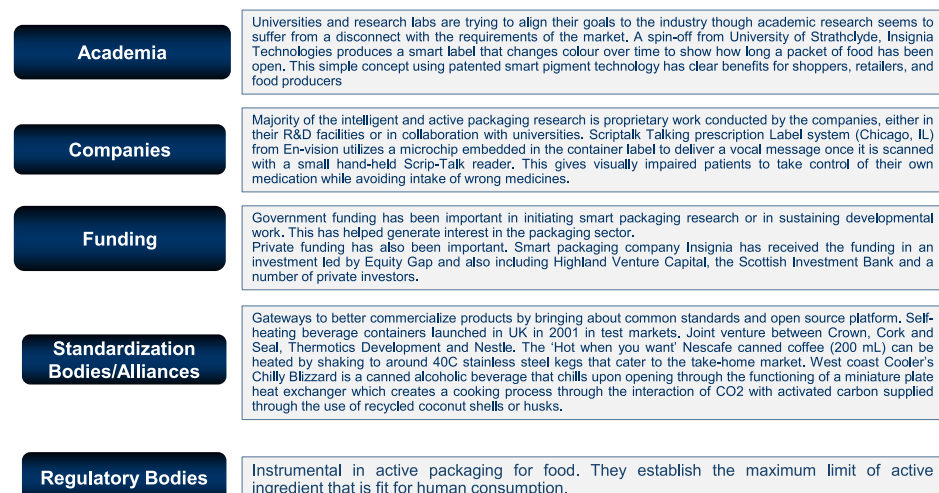 Academia
Universities and research labs are trying to align their goals to the industry though academic research seems to
suffer from a disconnect with the requirements of the market. A spin-off from University of Strathclyde, Insignia
Technologies produces a smart label that changes colour over time to show how long a packet of food has been
open. This simple concept using patented smart pigment technology has clear benefits for shoppers, retailers, and
food producers
Companies
Majority of the intelligent and active packaging research is proprietary work conducted by the companies, either in
their R&D facilities or in collaboration with universities. Scriptalk Talking prescription Label system (Chicago, IL)
from En-vision utilizes a microchip embedded in the container label to deliver a vocal message once it is scanned
with a small hand-held Scrip-Talk reader. This gives visually impaired patients to take control of their own
medication while avoiding intake of wrong medicines.
Funding
Government funding has been important in initiating smart packaging research or in sustaining developmental
work. This has helped generate interest in the packaging sector.
Private funding has also been important. Smart packaging company Insignia has received the funding in an
investment led by Equity Gap and also including Highland Venture Capital, the Scottish Investment Bank and a
number of private investors.
Standardization
Bodies/Alliances
Gateways to better commercialize products by bringing about common standards and open source platform. Self-
heating beverage containers launched in UK in 2001 in test markets. Joint venture between Crown, Cork and
Seal, Thermotics Development and Nestle. The ‘Hot when you want’ Nescafe canned coffee (200 mL) can be
heated by shaking to around 40C stainless steel kegs that cater to the take-home market. West coast Cooler’s
Chilly Blizzard is a canned alcoholic beverage that chills upon opening through the functioning of a miniature plate
heat exchanger which creates a cooking process through the interaction of CO2 with activated carbon supplied
through the use of recycled coconut shells or husks.
Regulatory Bodies
Instrumental in active packaging for food. They establish the maximum limit of active
ingredient that is fit for human consumption.